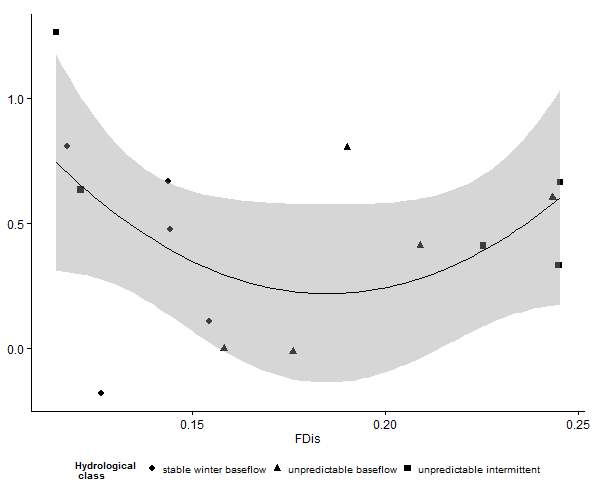 1.0
0.5
0.0
0.15 0.20 0.25
FDis
Hydrological
class
stable winter baseflow unpredictable baseflow unpredictable intermittent